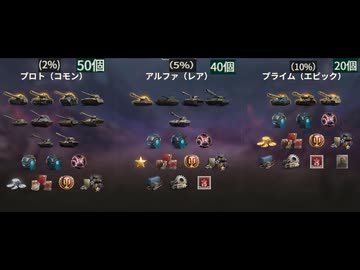 (2%) 50個
プロト（コモン）
(5%) 40個
アルファ（レア）
(10%) 20個
プライム（エピック）